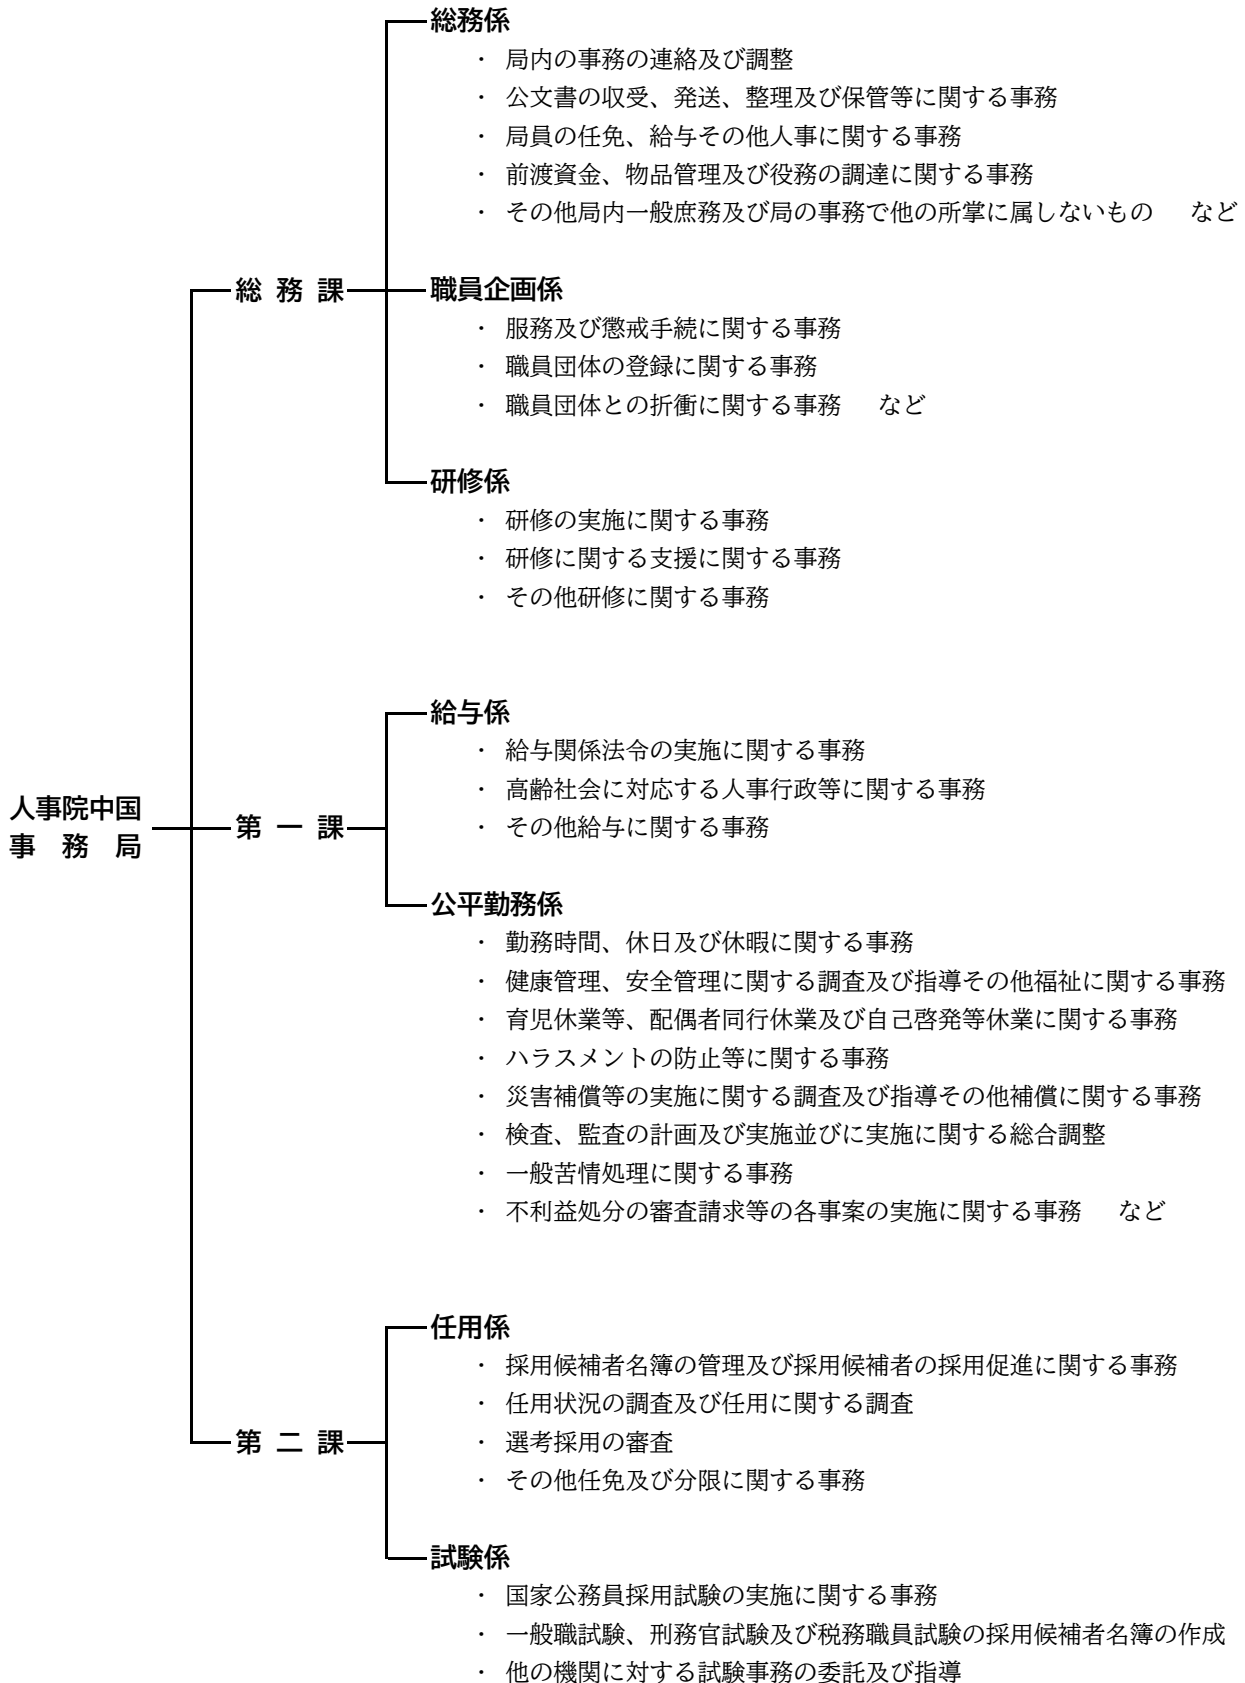 人事院中国
事務局
総務課
総務係
・ 局内の事務の連絡及び調整
・ 公文書の収受、発送、整理及び保管等に関する事務
・ 局員の任免、給与その他人事に関する事務
・ 前渡資金、物品管理及び役務の調達に関する事務
・ その他局内一般庶務及び局の事務で他の所掌に属しないもの　など
職員企画係
・ 服務及び懲戒手続に関する事務
・ 職員団体の登録に関する事務
・ 職員団体との折衝に関する事務　など
研修係
・ 研修の実施に関する事務
・ 研修に関する支援に関する事務
・ その他研修に関する事務
第一課
給与係
・ 給与関係法令の実施に関する事務
・ 高齢社会に対応する人事行政等に関する事務
・ その他給与に関する事務
公平勤務係
・ 勤務時間、休日及び休暇に関する事務
・ 健康管理、安全管理に関する調査及び指導その他福祉に関する事務
・ 育児休業等、配偶者同行休業及び自己啓発等休業に関する事務
・ ハラスメントの防止等に関する事務
・ 災害補償等の実施に関する調査及び指導その他補償に関する事務
・ 検査、監査の計画及び実施並びに実施に関する総合調整
・ 一般苦情処理に関する事務
・ 不利益処分の審査請求等の各事案の実施に関する事務　など
第二課
任用係
・ 採用候補者名簿の管理及び採用候補者の採用促進に関する事務
・ 任用状況の調査及び任用に関する調査
・ 選考採用の審査
・ その他任免及び分限に関する事務
試験係
・ 国家公務員採用試験の実施に関する事務
・ 一般職試験、刑務官試験及び税務職員試験の採用候補者名簿の作成
・ 他の機関に対する試験事務の委託及び指導